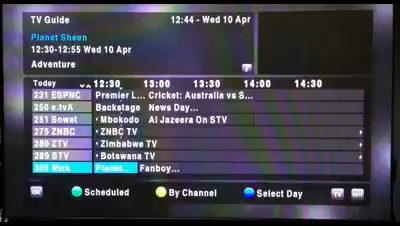 TV Guide 12:44 - Wed 10 Apr
Planet Sheen
12:30-12:55 Wed 10 Apr
Adventure
Today 12:30 13:00 13:30 14:00 14:30
231 ESPNC Premier L... Cricket: Australia vs S...
250 e.tvA Backstage News Day...
251 Sowet Mbokodo Al Jazeera On STV
275 ZNBC ZNBC TV
280 ZTV Zimbabwe TV
289 BTV Botswana TV
Nick Planet... Fanboy...
OK Scheduled By Channel Select Day TV